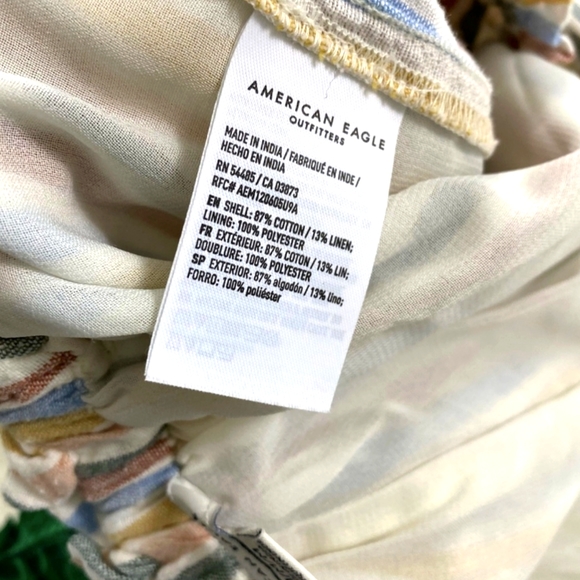 AMERICAN EAGLE
OUTFITTERS
MADE IN INDIA / FABRIQUÉ EN INDE /
HECHO EN INDIA
RN 54485 / CA 03873
RFC# AEM120605U9A
EN SHELL: 87% COTTON / 13% LINEN;
LINING: 100% POLYESTER
FR EXTÉRIEUR: 87% COTON / 13% LIN;
DOUBLURE: 100% POLYESTER
SP EXTERIOR: 87% algodón / 13% lino;
FORRO: 100% poliéster